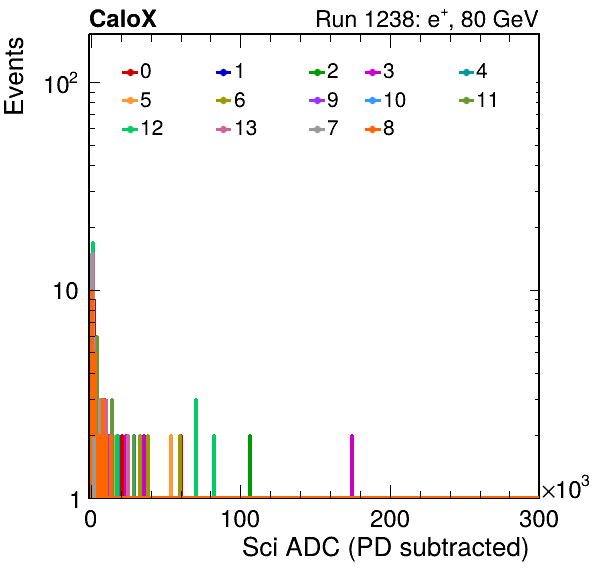 CaloX Run 1238: e⁺, 80 GeV
Events
10²
10
1
0 1 2 3 4
5 6 9 10 11
12 13 7 8
0 100 200 300
×10³
Sci ADC (PD subtracted)